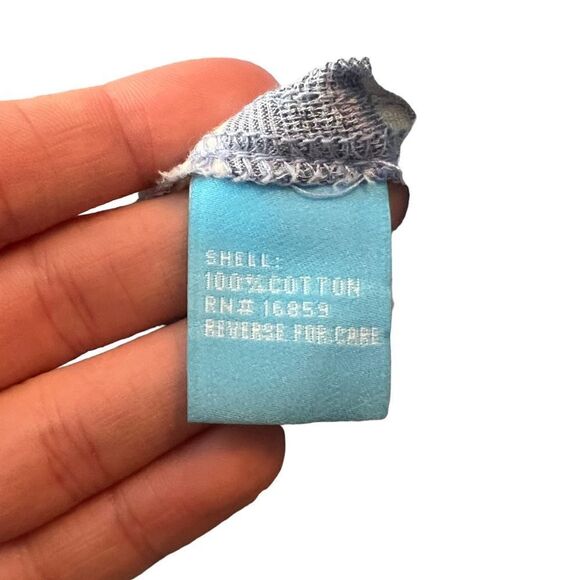 SHELL:
100% COTTON
RN# 16859
REVERSE FOR CARE